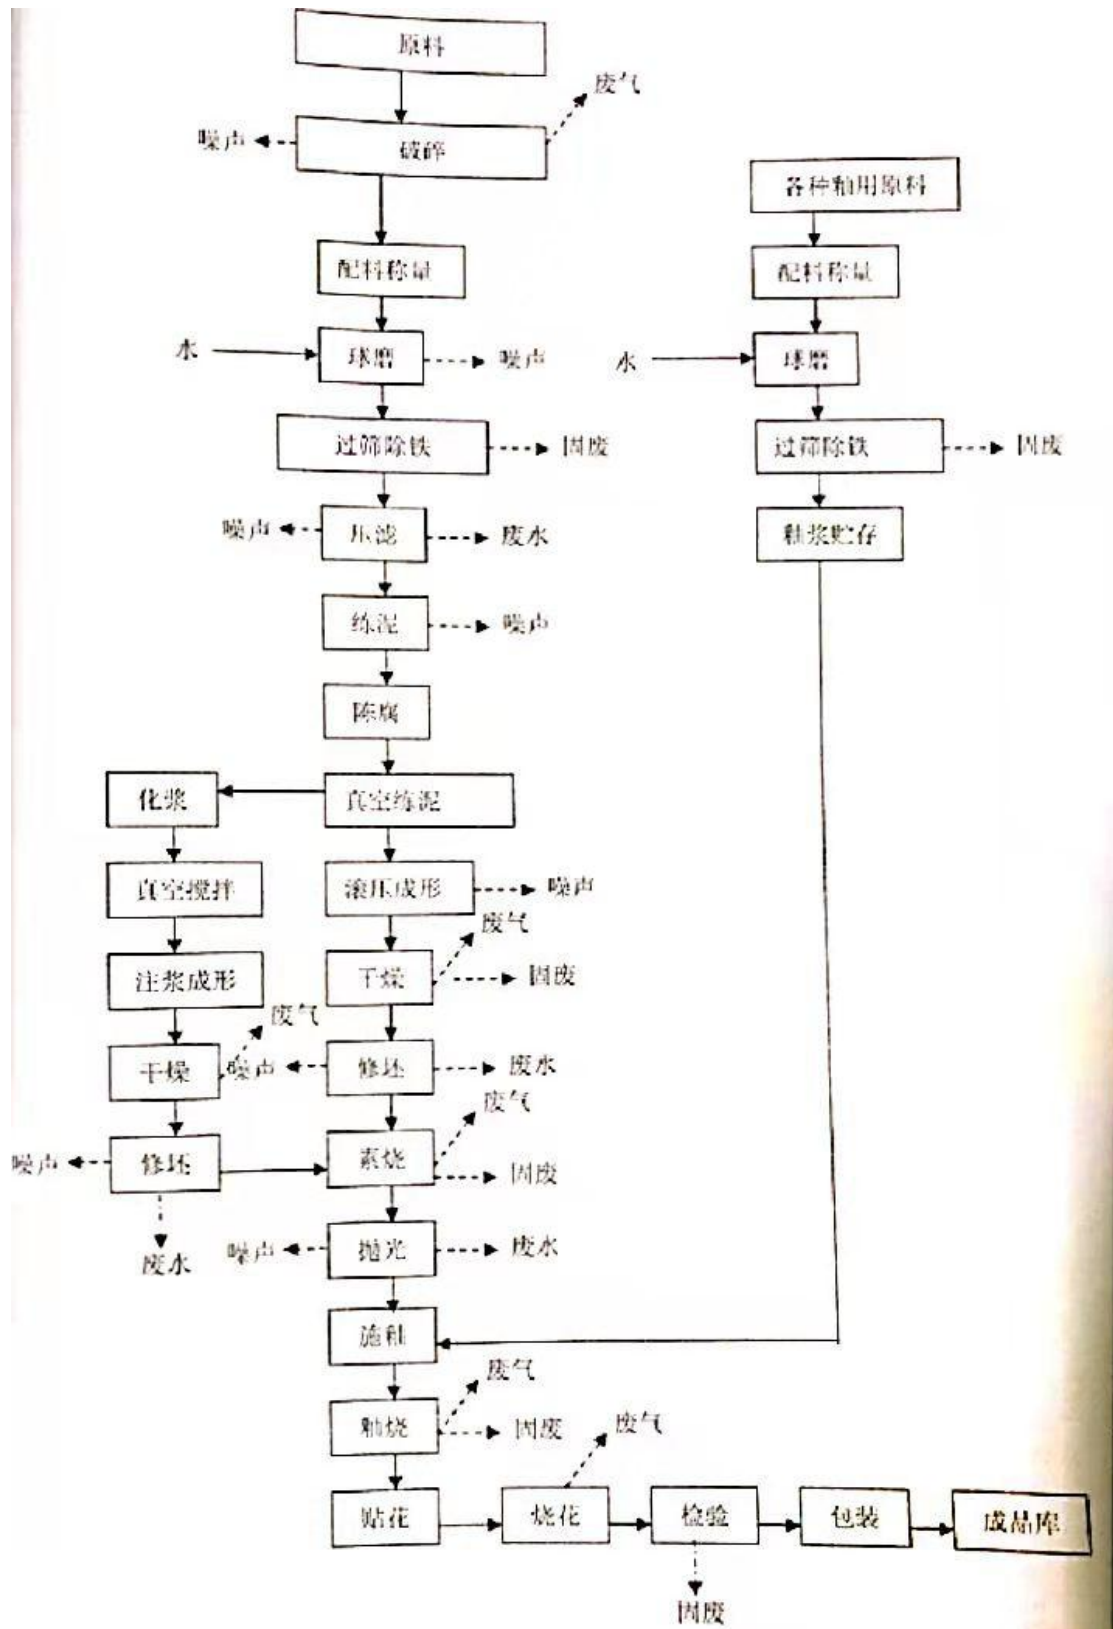 原料
废气
噪声
破碎
各种釉用原料
配料称量
配料称量
水
球磨
噪声
水
球磨
过筛除铁
固废
过筛除铁
固废
噪声
压滤
废水
釉浆贮存
练泥
噪声
陈腐
化浆
真空练泥
真空搅拌
滚压成形
噪声
废气
注浆成形
干燥
固废
废气
干燥
噪声
修坯
废水
废气
噪声
修坯
素烧
固废
废水
噪声
抛光
废水
施釉
废气
釉烧
固废
废气
贴花
烧花
检验
包装
成品库
固废